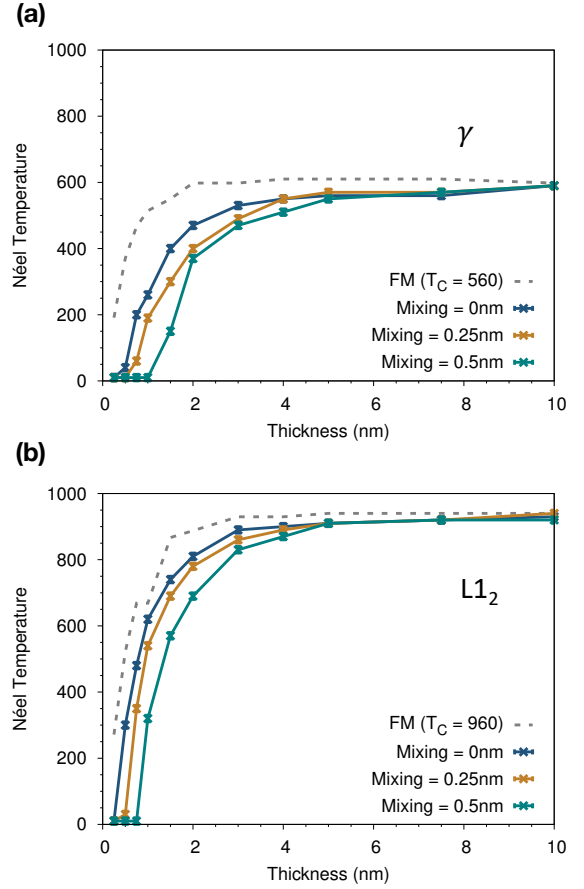 (a)
1000
800
600
400
200
0
Néel Temperature
γ
FM (T_C = 560)
Mixing = 0nm
Mixing = 0.25nm
Mixing = 0.5nm
0 2 4 6 8 10
Thickness (nm)
(b)
1000
800
600
400
200
0
Néel Temperature
L1₂
FM (T_C = 960)
Mixing = 0nm
Mixing = 0.25nm
Mixing = 0.5nm
0 2 4 6 8 10
Thickness (nm)